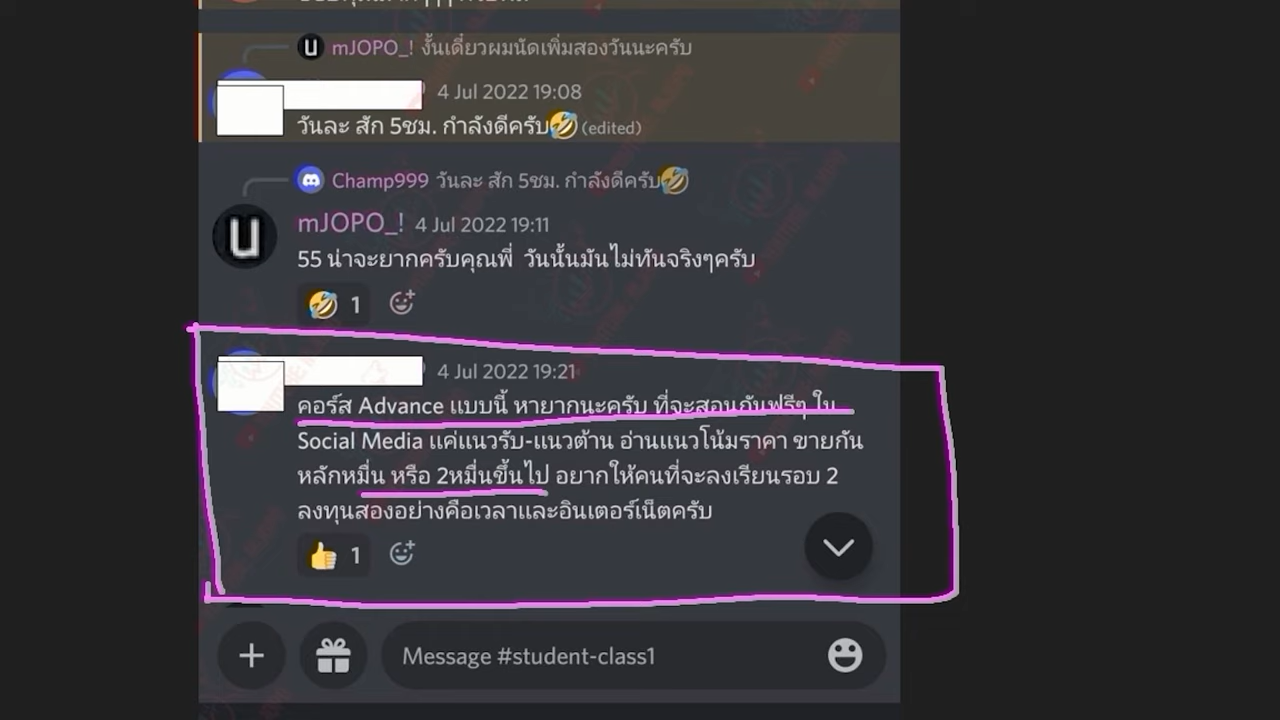 mJOPO_! งั้นเดี๋ยวผมนัดเพิ่มสองวันนะครับ
4 Jul 2022 19:08
วันละ สัก 5ชม. กำลังดีครับ🤣(edited)
Champ999 วันละ สัก 5ชม. กำลังดีครับ🤣
mJOPO_! 4 Jul 2022 19:11
55 น่าจะยากครับคุณพี่ วันนั้นมันไม่ทันจริงๆครับ
🤣 1
4 Jul 2022 19:21
คอร์ส Advance แบบนี้ หายากนะครับ ที่จะสอนกันฟรีๆ ใน
Social Media แค่แนวรับ-แนวต้าน อ่านแนวโน้มราคา ขายกัน
หลักหมื่น หรือ 2หมื่นขึ้นไป อยากให้คนที่จะลงเรียนรอบ 2
ลงทุนสองอย่างคือเวลาและอินเตอร์เน็ตครับ
👍 1
Message #student-class1